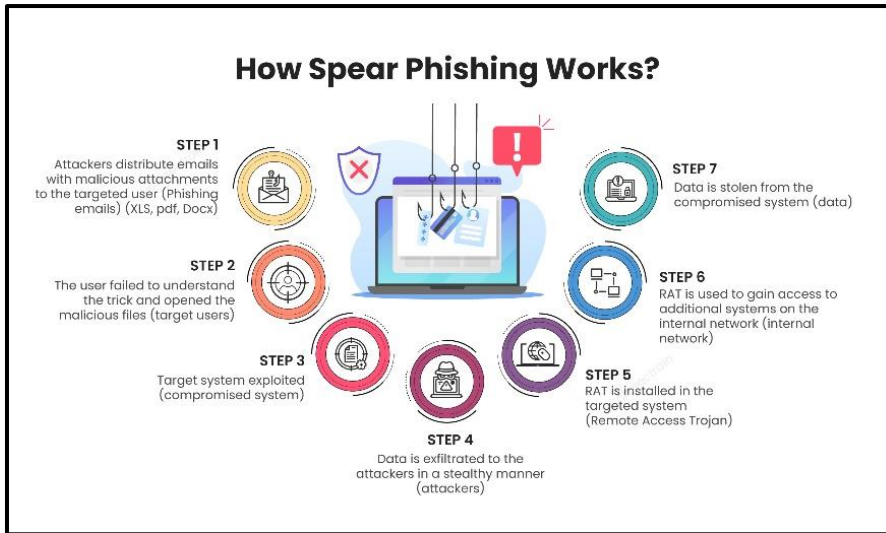 How Spear Phishing Works?
STEP 1
Attackers distribute emails
with malicious attachments
to the targeted user (Phishing
emails) (XLS, pdf, Docx)
STEP 2
The user failed to understand
the trick and opened the
malicious files (target users)
STEP 3
Target system exploited
(compromised system)
STEP 4
Data is exfiltrated to the
attackers in a stealthy manner
(attackers)
STEP 5
RAT is installed in the
targeted system
(Remote Access Trojan)
STEP 6
RAT is used to gain access to
additional systems on the
internal network (internal
network)
STEP 7
Data is stolen from the
compromised system (data)